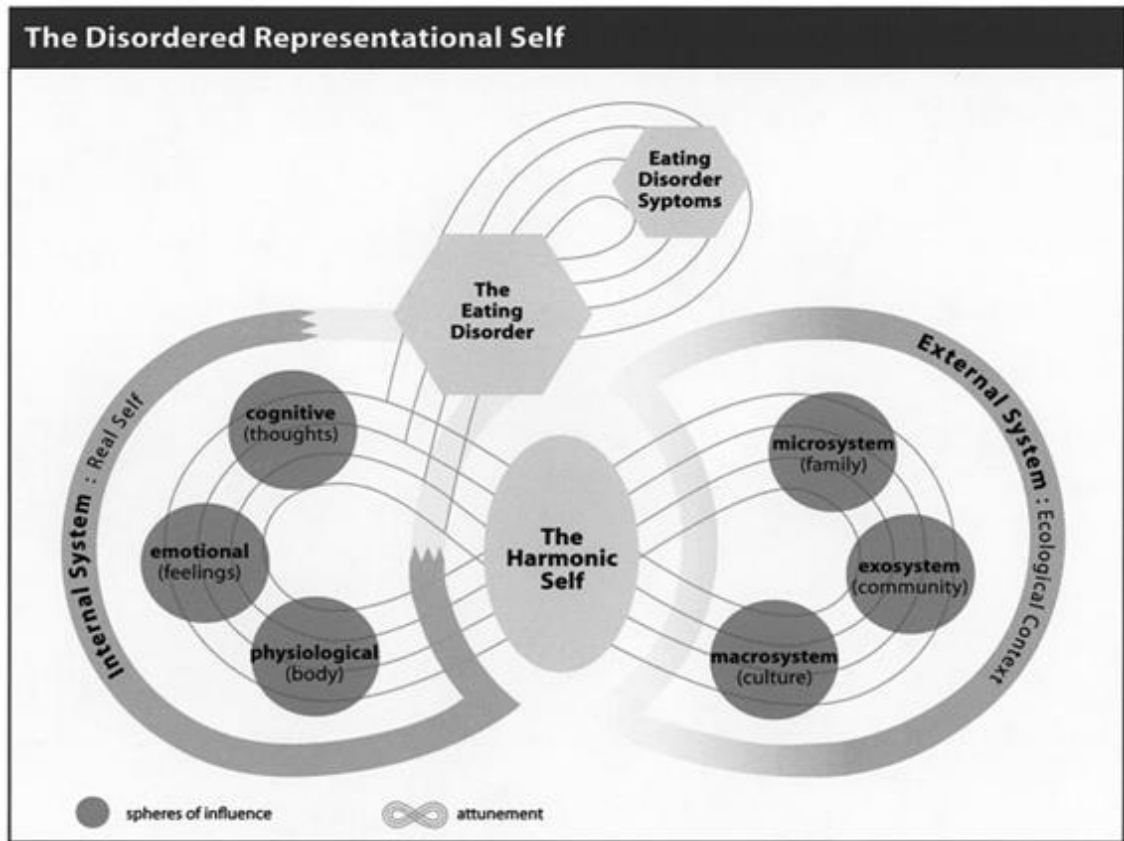 The Disordered Representational Self
Eating
Disorder
Syptoms
The
Eating
Disorder
Internal System : Real Self
cognitive
(thoughts)
emotional
(feelings)
physiological
(body)
The
Harmonic
Self
External System : Ecological Context
microsystem
(family)
exosystem
(community)
macrosystem
(culture)
spheres of influence
attunement